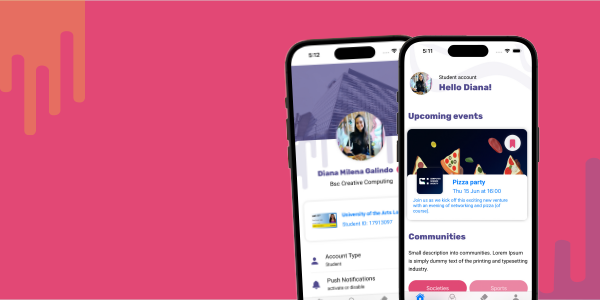 5:12
Diana Milena Galindo
Bsc Creative Computing
University of the Arts Lo
Student ID: 17913097
Account Type
Student
Push Notifications
activate or disable
5:11
Student account
Hello Diana!
Upcoming events
Pizza party
Thu 15 Jun at 18:00
Join us as we kick off this exciting new venture
with an evening of networking and pizza (of
course).
Communities
Small description into communities, Lorem Ipsum
is simply dummy text of the printing and typesetting
industry.
Societies
Sports